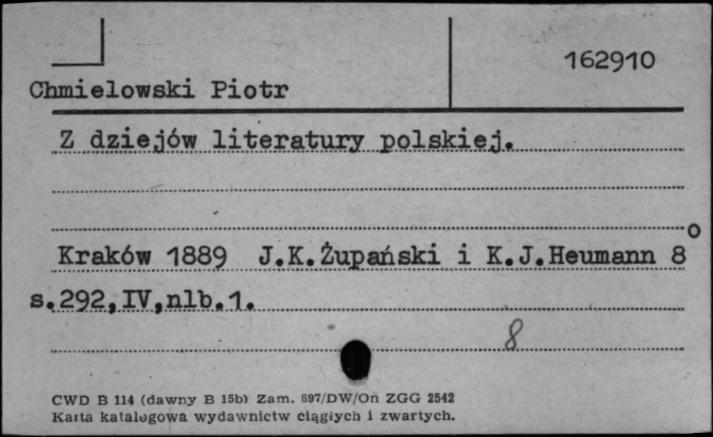 162910
Chmielowski Piotr
Z dziejów literatury polskiej.
Kraków 1889 J.K.Żupański i K.J.Heumann 8o
s.292,IV,nlb.1.
8
CWD B 114 (dawny B 15b) Zam. 697/DW/On ZGG 2542
Karta katalogowa wydawnictw ciągłych i zwartych.